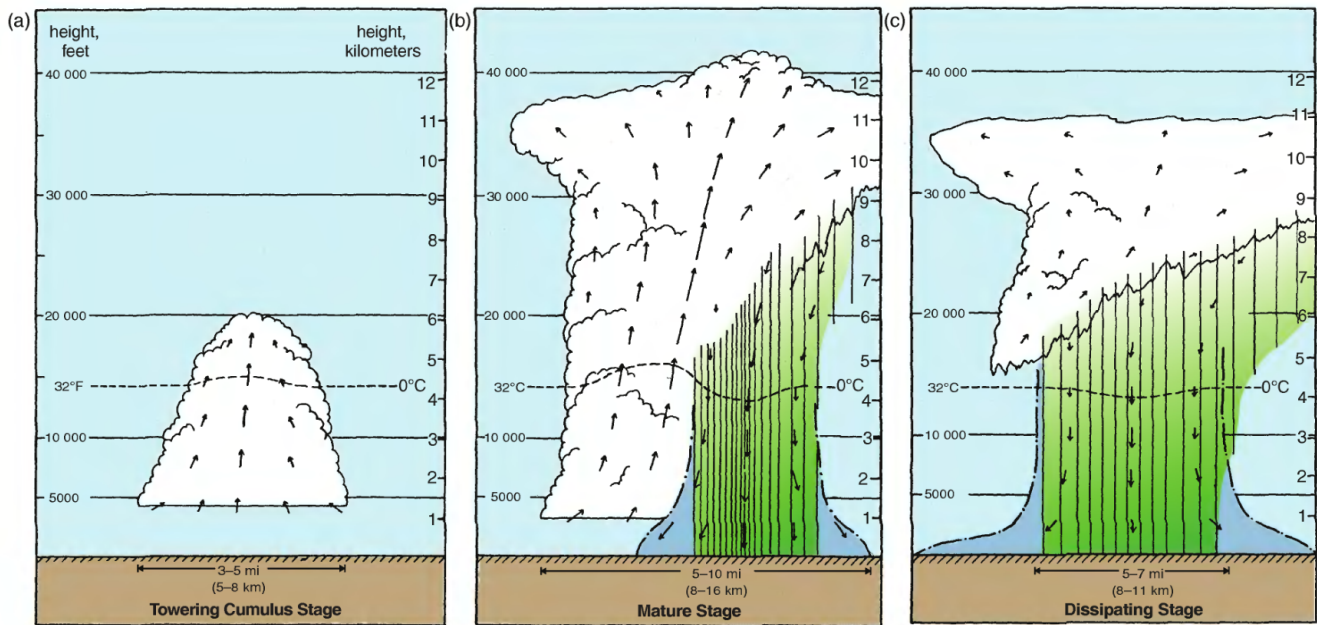 (a)
height,
feet
height,
kilometers
40 000
30 000
20 000
32°F
10 000
5000
12
11
10
9
8
7
6
5
0°C
4
3
2
1
3–5 mi
(5–8 km)
Towering Cumulus Stage
(b)
40 000
30 000
20 000
32°C
10 000
5000
12
11
10
9
8
7
6
5
0°C
4
3
2
1
5–10 mi
(8–16 km)
Mature Stage
(c)
40 000
30 000
20 000
32°C
10 000
5000
12
11
10
9
8
7
6
5
0°C
4
3
2
1
5–7 mi
(8–11 km)
Dissipating Stage